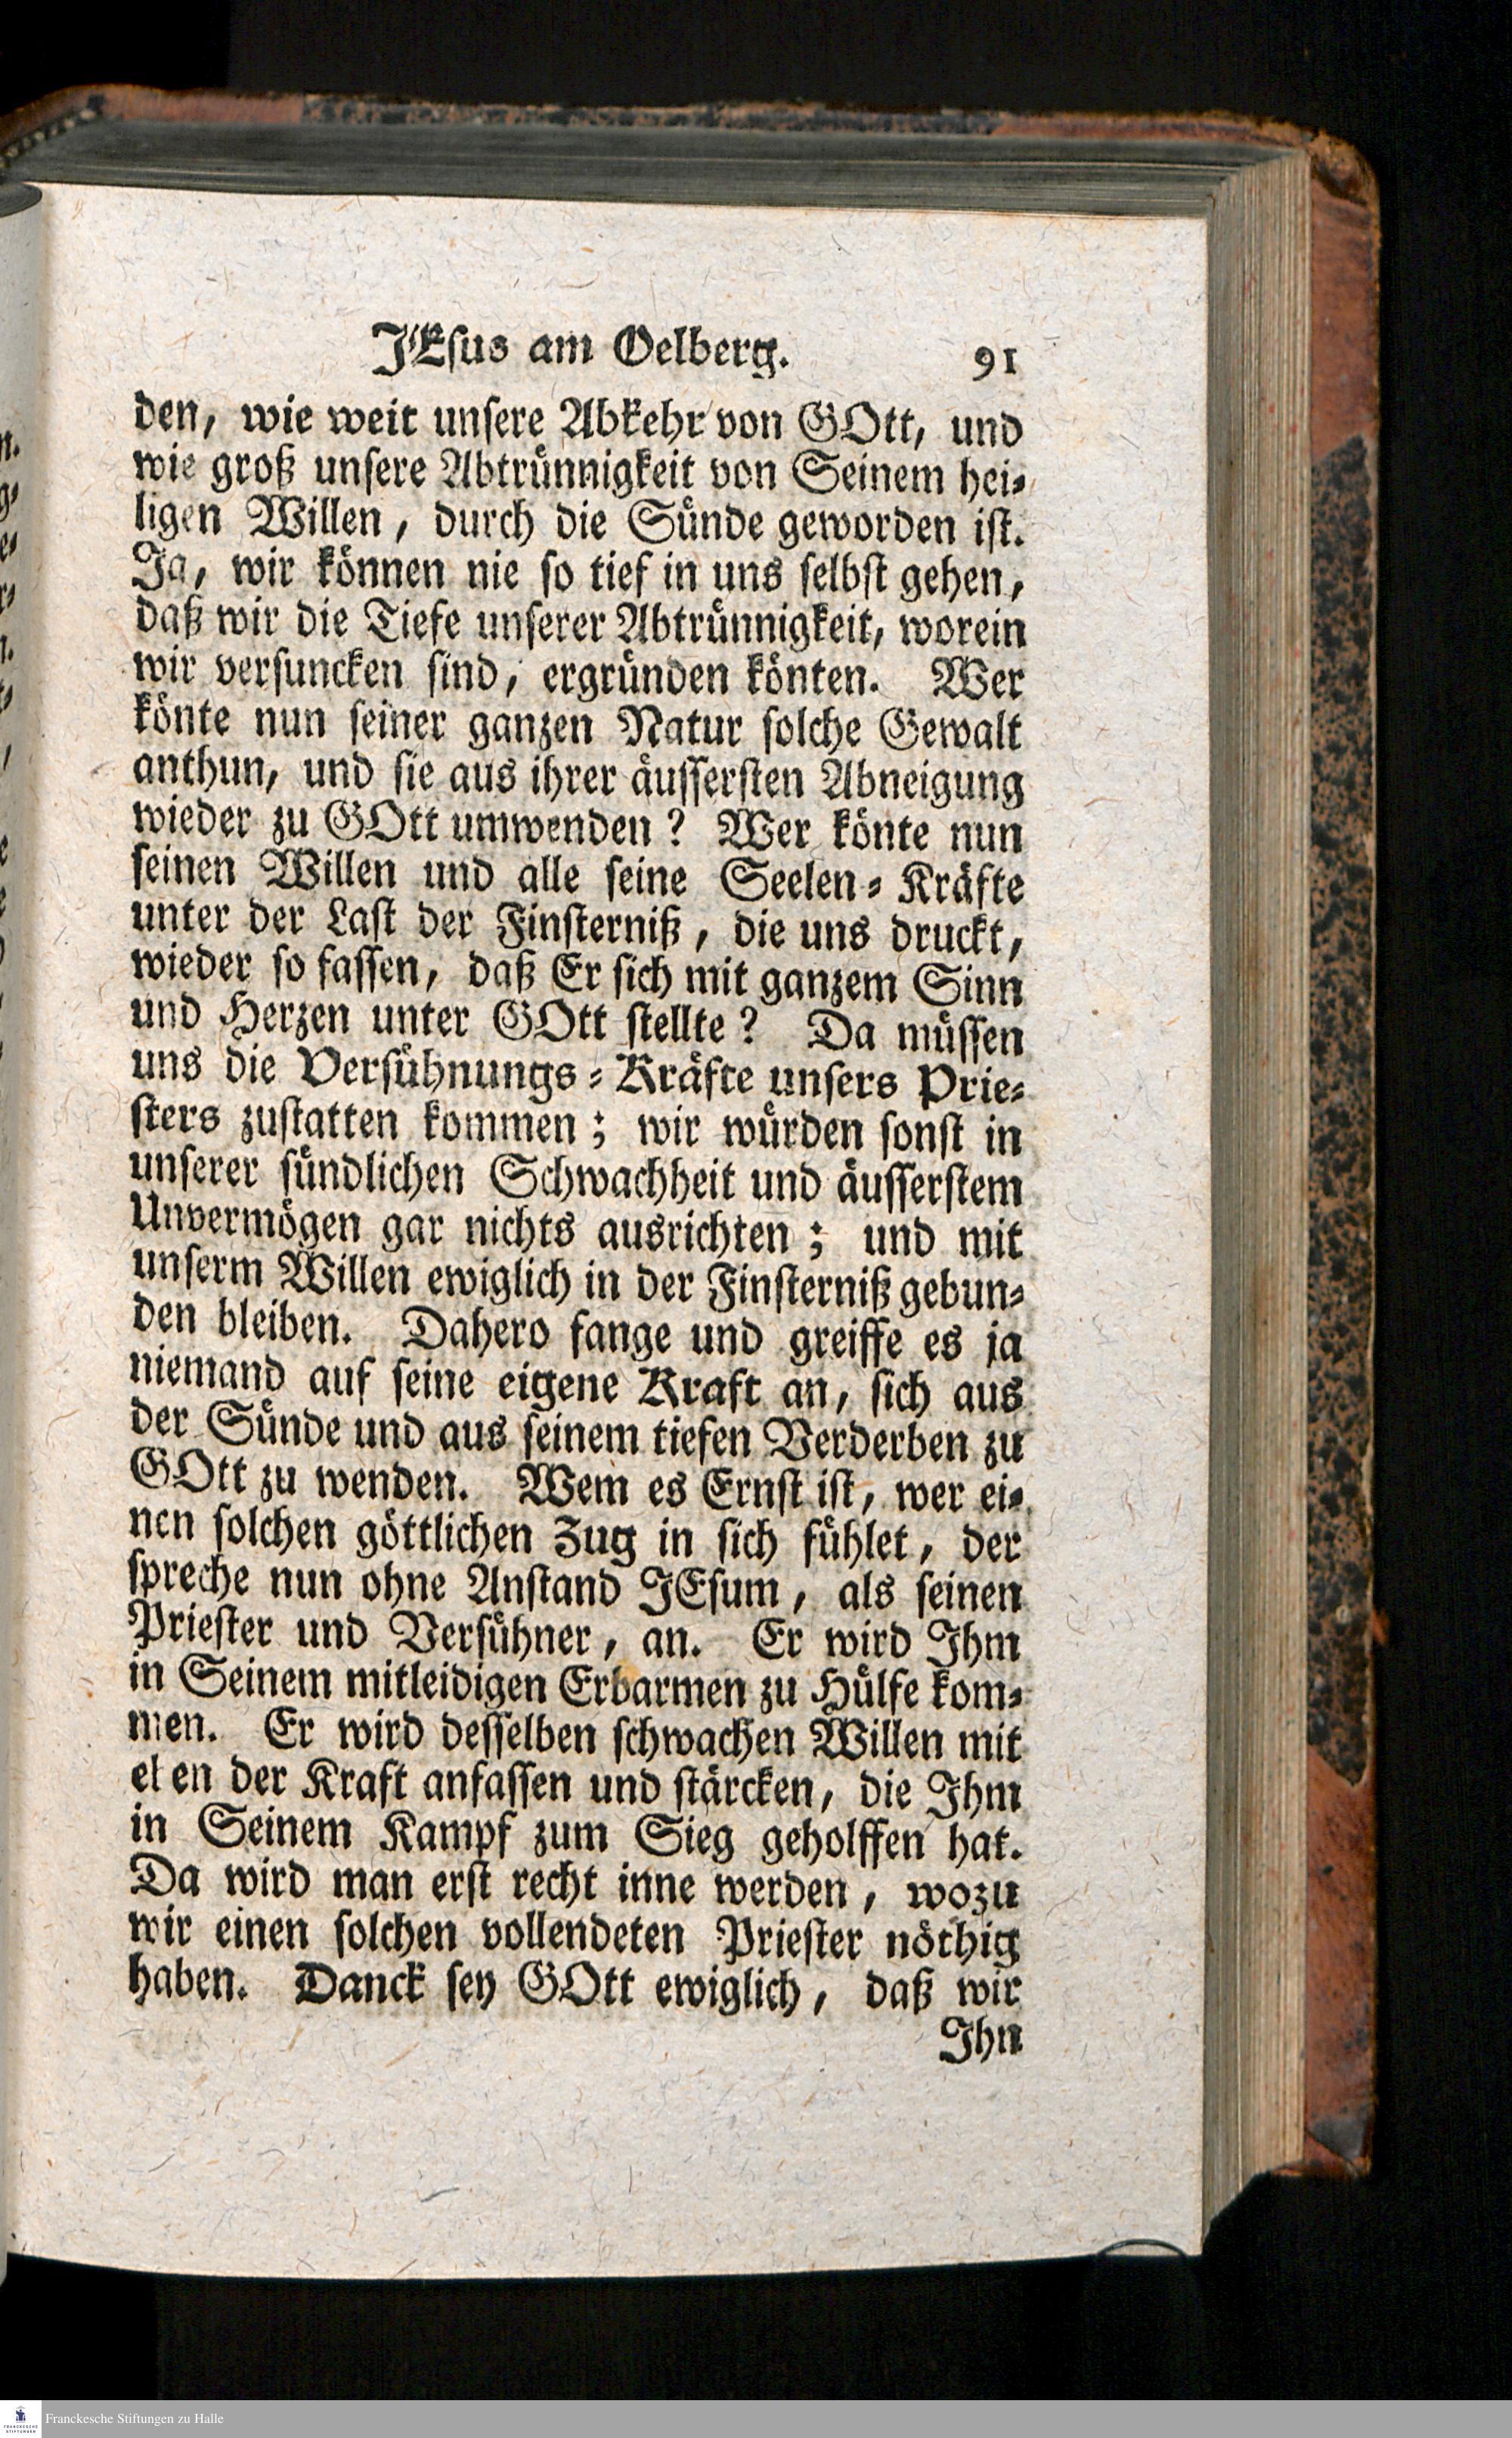 JEsus am Oelberg. 91
den, wie weit unsere Abkehr von GOtt, und
wie groß unsere Abtrünnigkeit von Seinem hei-
ligen Willen, durch die Sünde geworden ist.
Ja, wir können nie so tief in uns selbst gehen,
daß wir die Tiefe unserer Abtrünnigkeit, worein
wir versuncken sind, ergründen könten. Wer
könte nun seiner ganzen Natur solche Gewalt
anthun, und sie aus ihrer äussersten Abneigung
wieder zu GOtt umwenden? Wer könte nun
seinen Willen und alle seine Seelen-Kräfte
unter der Last der Finsterniß, die uns druckt,
wieder so fassen, daß Er sich mit ganzem Sinn
und Herzen unter GOtt stellte? Da müssen
uns die Versühnungs-Kräfte unsers Prie-
sters zustatten kommen; wir würden sonst in
unserer sündlichen Schwachheit und äusserstem
Unvermögen gar nichts ausrichten; und mit
unserm Willen ewiglich in der Finsterniß gebun-
den bleiben. Dahero fange und greiffe es ja
niemand auf seine eigene Kraft an, sich aus
der Sünde und aus seinem tiefen Verderben zu
GOtt zu wenden. Wem es Ernst ist, wer ei-
nen solchen göttlichen Zug in sich fühlet, der
spreche nun ohne Anstand JEsum, als seinen
Priester und Versühner, an. Er wird Ihm
in Seinem mitleidigen Erbarmen zu Hülfe kom-
men. Er wird desselben schwachen Willen mit
eben der Kraft anfassen und stärcken, die Ihm
in Seinem Kampf zum Sieg geholffen hat.
Da wird man erst recht inne werden, wozu
wir einen solchen vollendeten Priester nöthig
haben. Danck sey GOtt ewiglich, daß wir
Ihn
Franckesche Stiftungen zu Halle